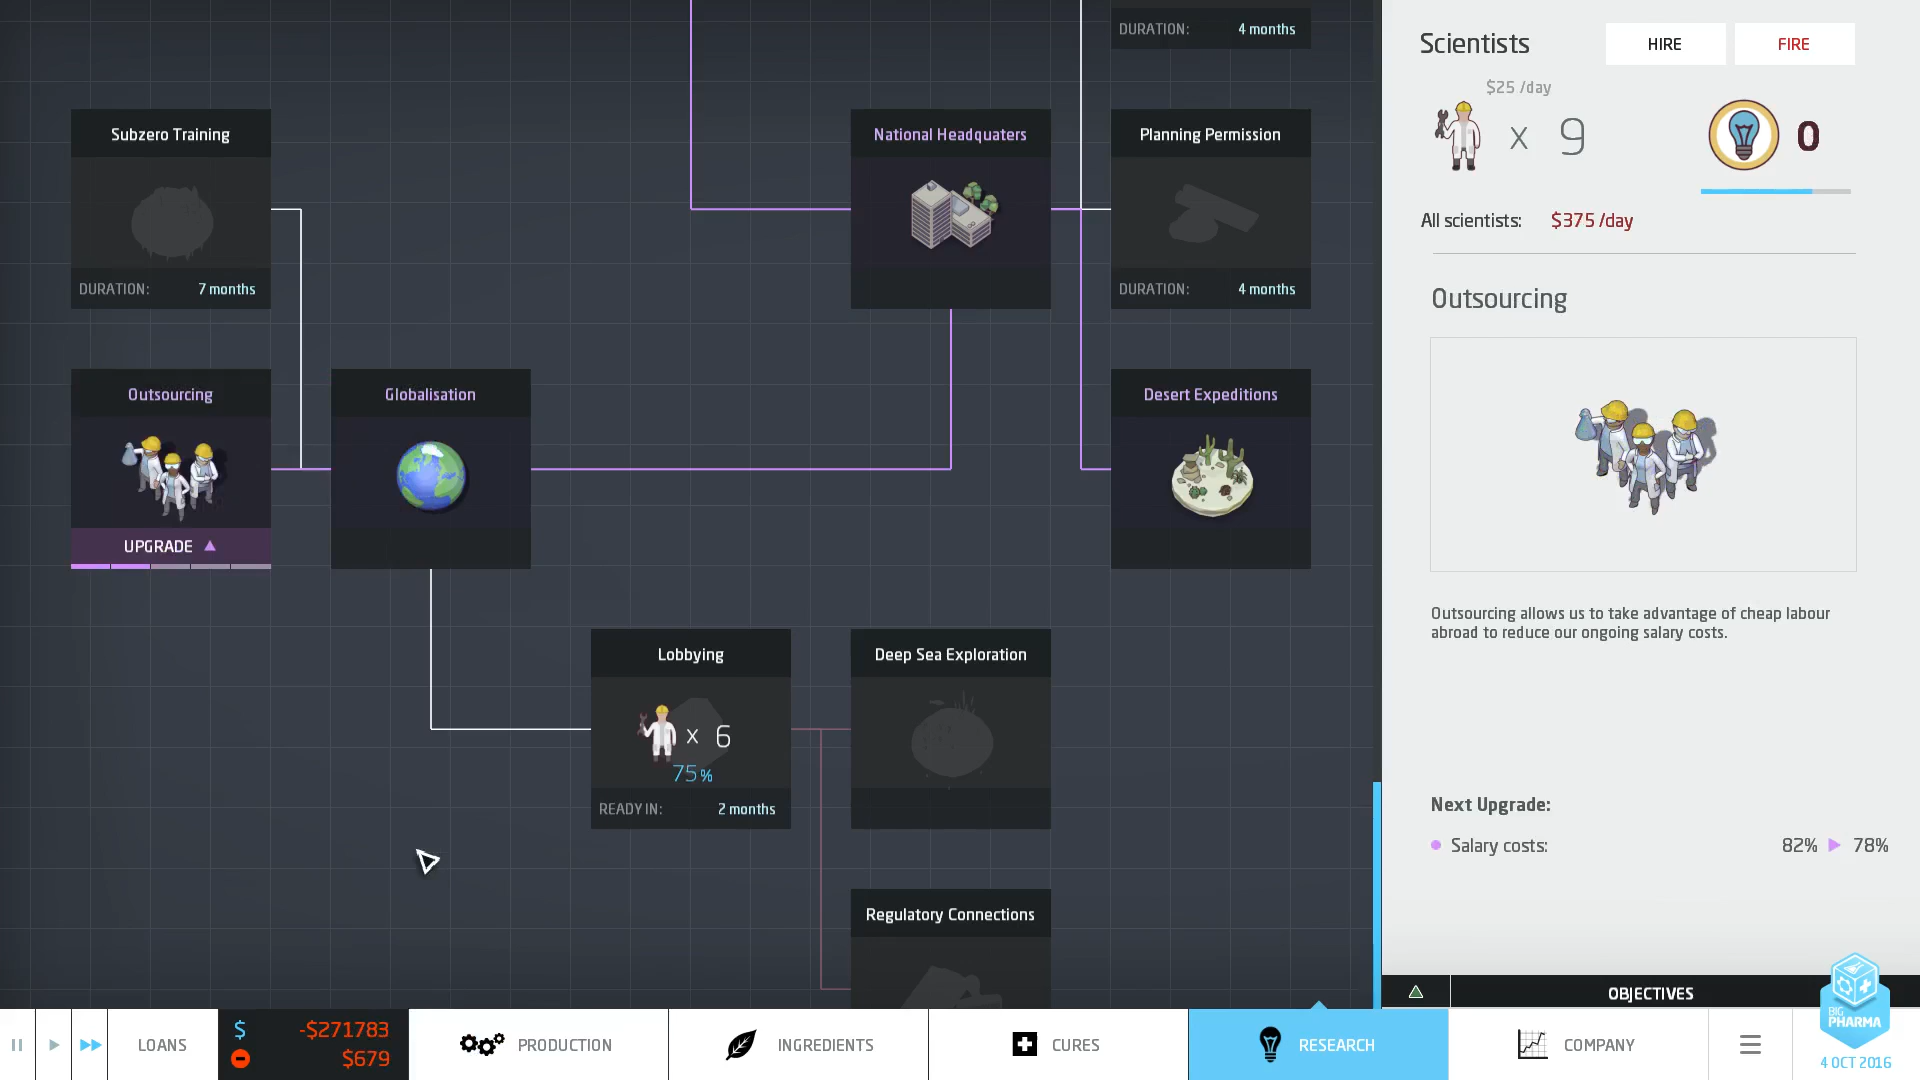 DURATION: 4 months
Scientists
HIRE
FIRE
$25 /day
x 9
0
All scientists: $375 /day
Subzero Training
DURATION: 7 months
National Headquaters
Planning Permission
DURATION: 4 months
Outsourcing
UPGRADE
Globalisation
Desert Expeditions
Outsourcing
Outsourcing allows us to take advantage of cheap labour
abroad to reduce our ongoing salary costs.
Lobbying
x 6
75%
READY IN: 2 months
Deep Sea Exploration
Regulatory Connections
Next Upgrade:
Salary costs: 82% 78%
OBJECTIVES
BIG
PHARMA
4 OCT 2016
LOANS
$ -$271783
$679
PRODUCTION
INGREDIENTS
CURES
RESEARCH
COMPANY